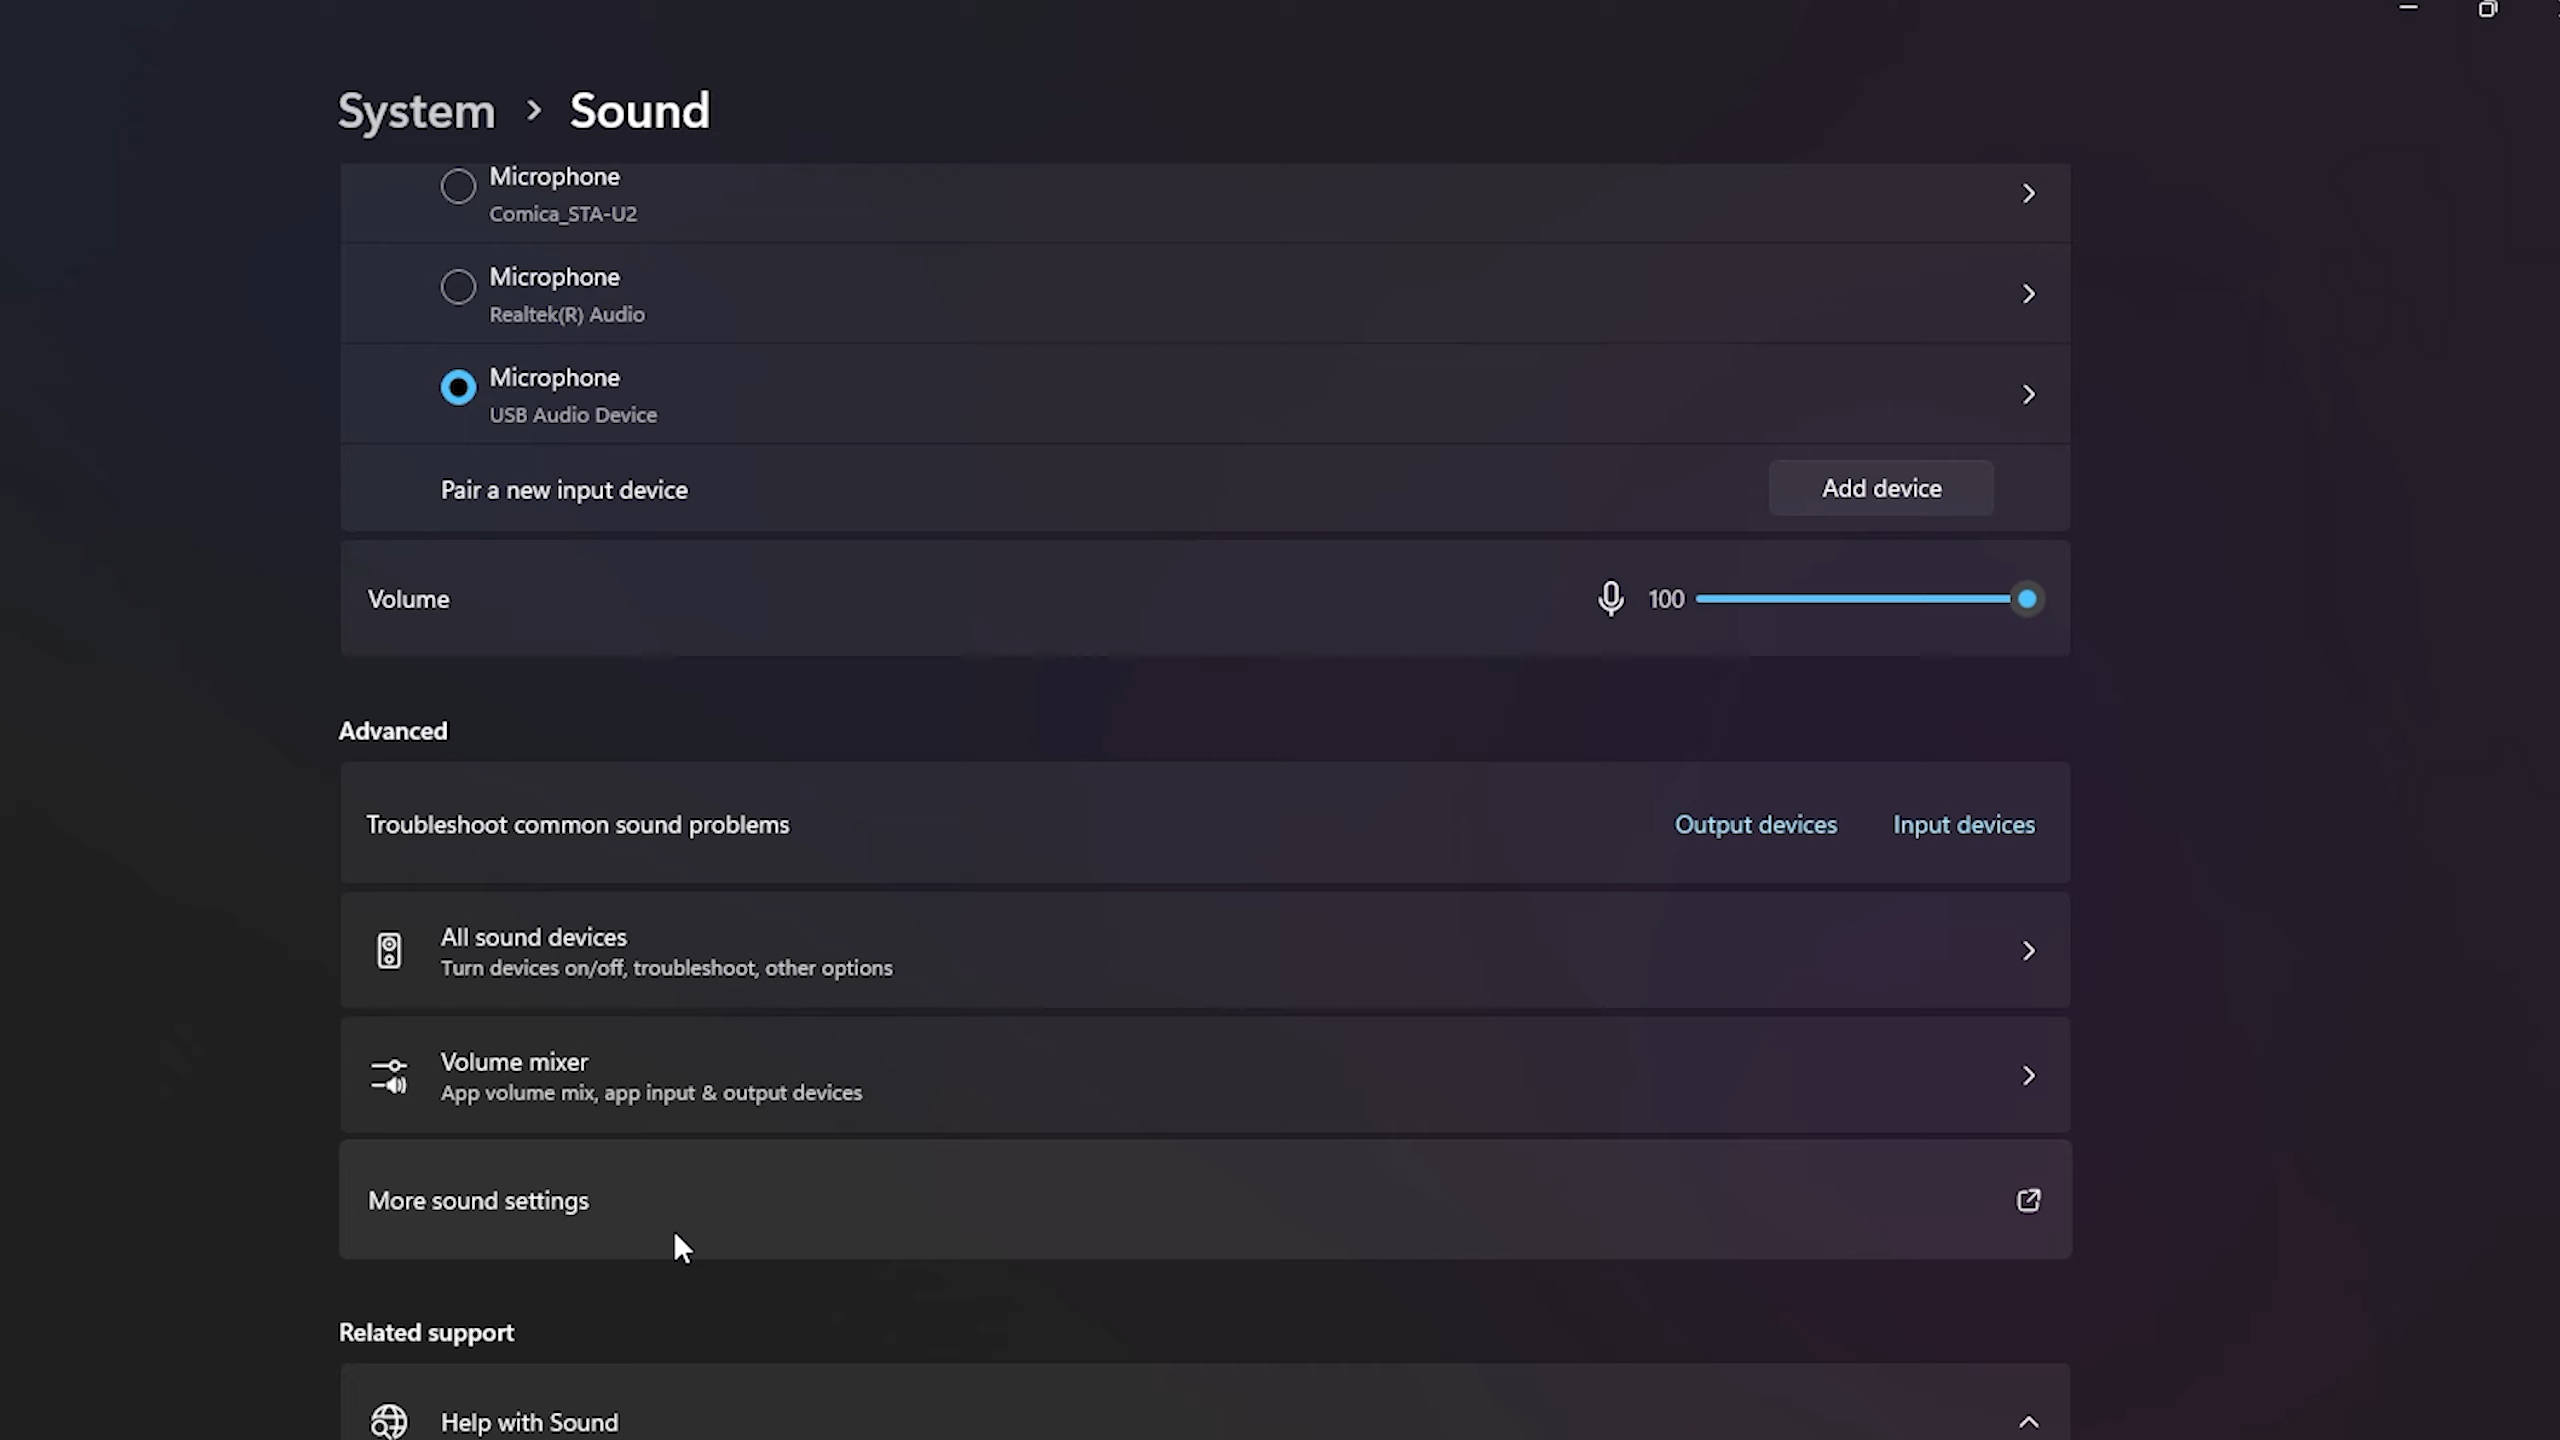 System > Sound
Microphone
Comica_STA-U2
Microphone
Realtek(R) Audio
Microphone
USB Audio Device
Pair a new input device
Add device
Volume
100
Advanced
Troubleshoot common sound problems
Output devices
Input devices
All sound devices
Turn devices on/off, troubleshoot, other options
Volume mixer
App volume mix, app input & output devices
More sound settings
Related support
Help with Sound